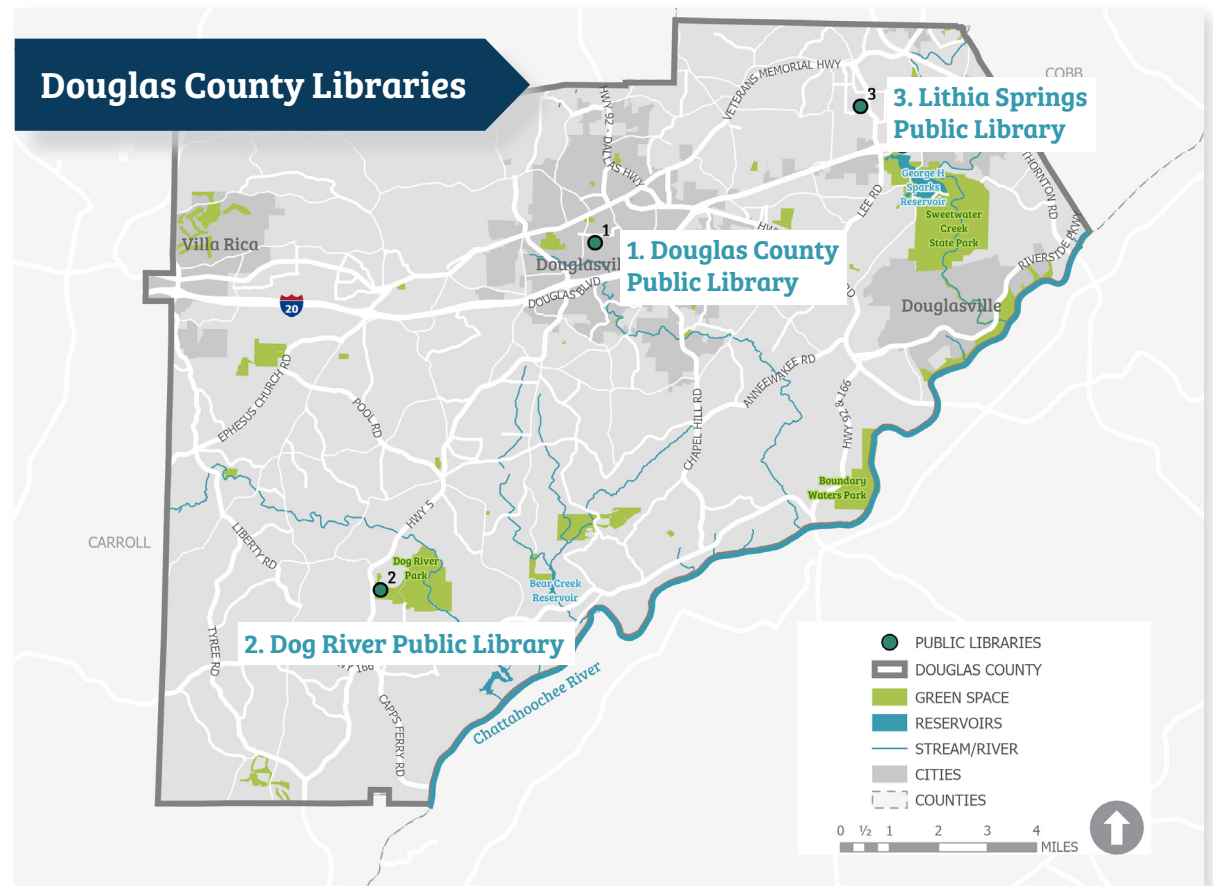 Douglas County Libraries
COBB
VETERANS MEMORIAL HWY
HWY 92 - DALLAS HWY
3
3. Lithia Springs
Public Library
THORNTON RD
George H
Sparks
Reservoir
LEE RD
Sweetwater
Creek
State Park
RIVERSIDE PKWY
Villa Rica
1
1. Douglas County
Public Library
HW
RD
DOUGLAS BLVD
20
Douglasville
EPHESUS CHURCH RD
POOL RD
ANNEEWAKEE RD
CHAPEL HILL RD
HWY 92 & 166
Boundary
Waters Park
HWY 5
CARROLL
LIBERTY RD
Dog River
Park
2
Bear Creek
Reservoir
2. Dog River Public Library
TYREE RD
166
CAPPS FERRY RD
Chattahoochee River
PUBLIC LIBRARIES
DOUGLAS COUNTY
GREEN SPACE
RESERVOIRS
STREAM/RIVER
CITIES
COUNTIES
0 ½ 1 2 3 4
MILES